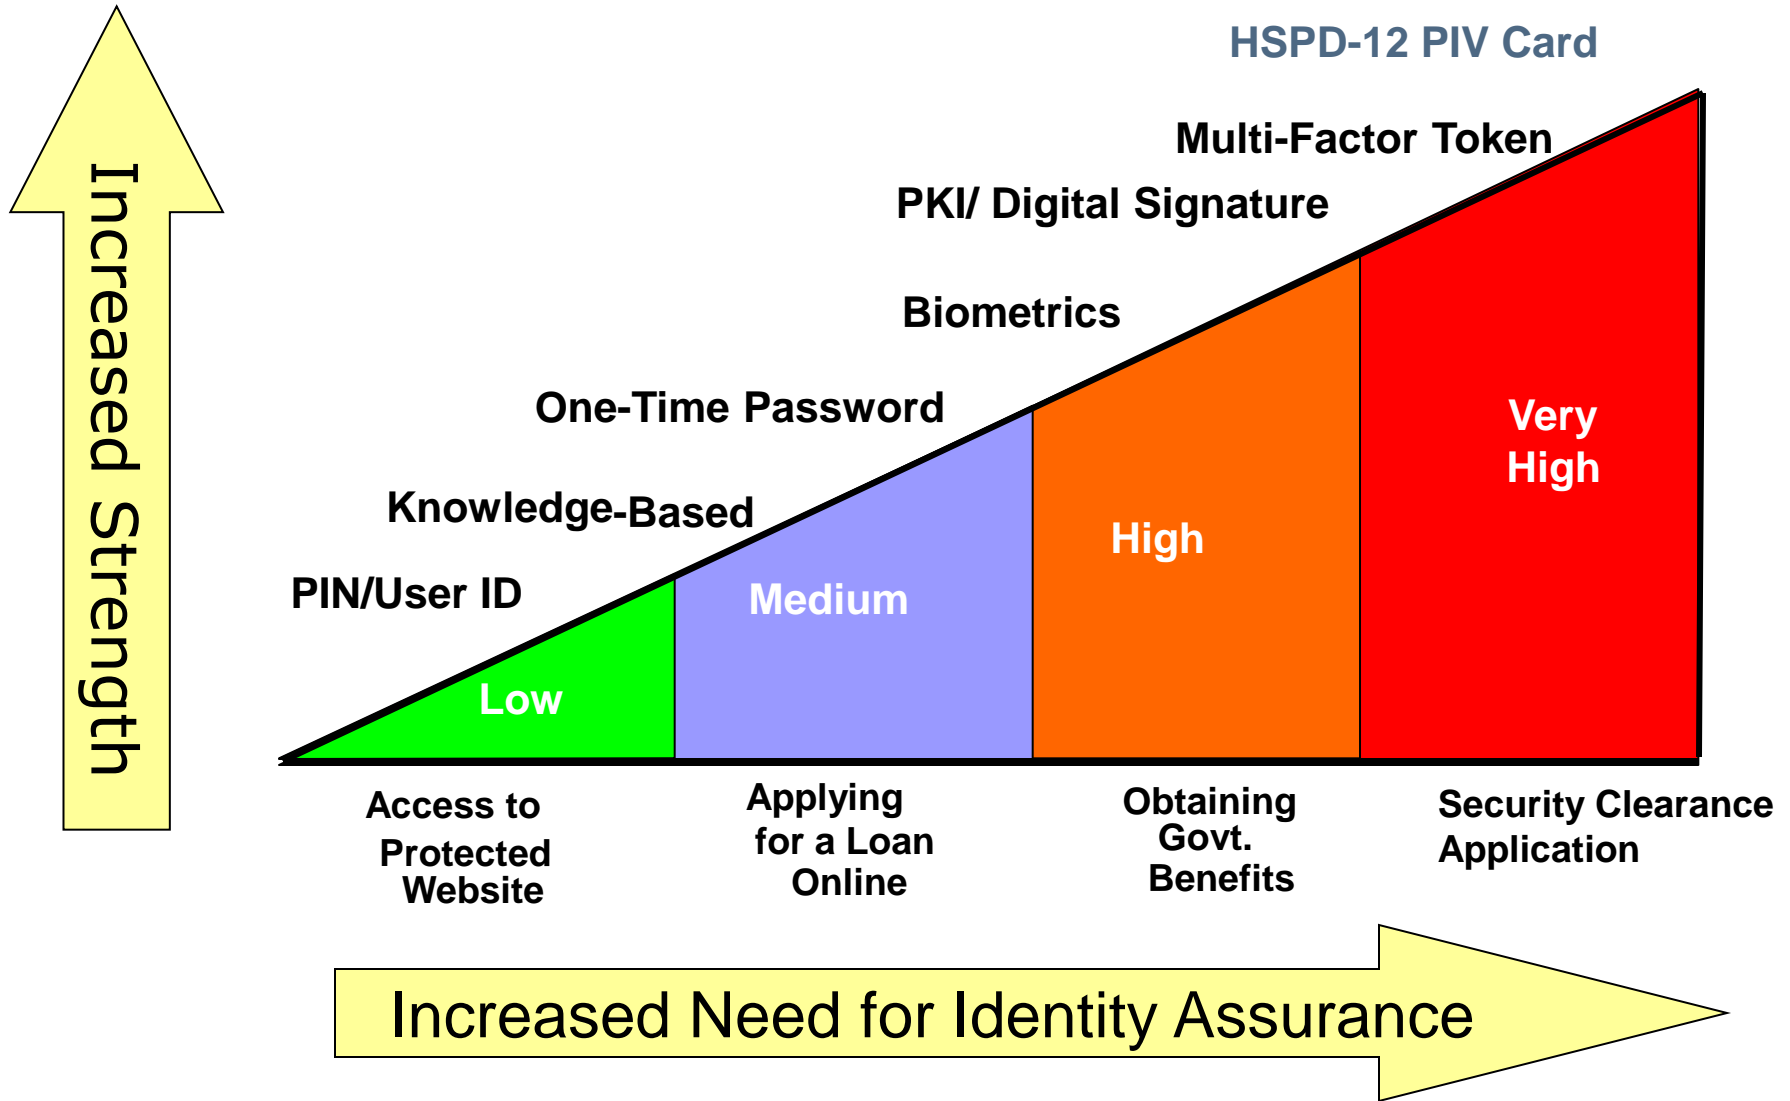 HSPD-12 PIV Card
Multi-Factor Token
PKI/ Digital Signature
Biometrics
One-Time Password
Knowledge-Based
PIN/User ID
Increased Strength
Low
Medium
High
Very
High
Access to
Protected
Website
Applying
for a Loan
Online
Obtaining
Govt.
Benefits
Security Clearance
Application
Increased Need for Identity Assurance